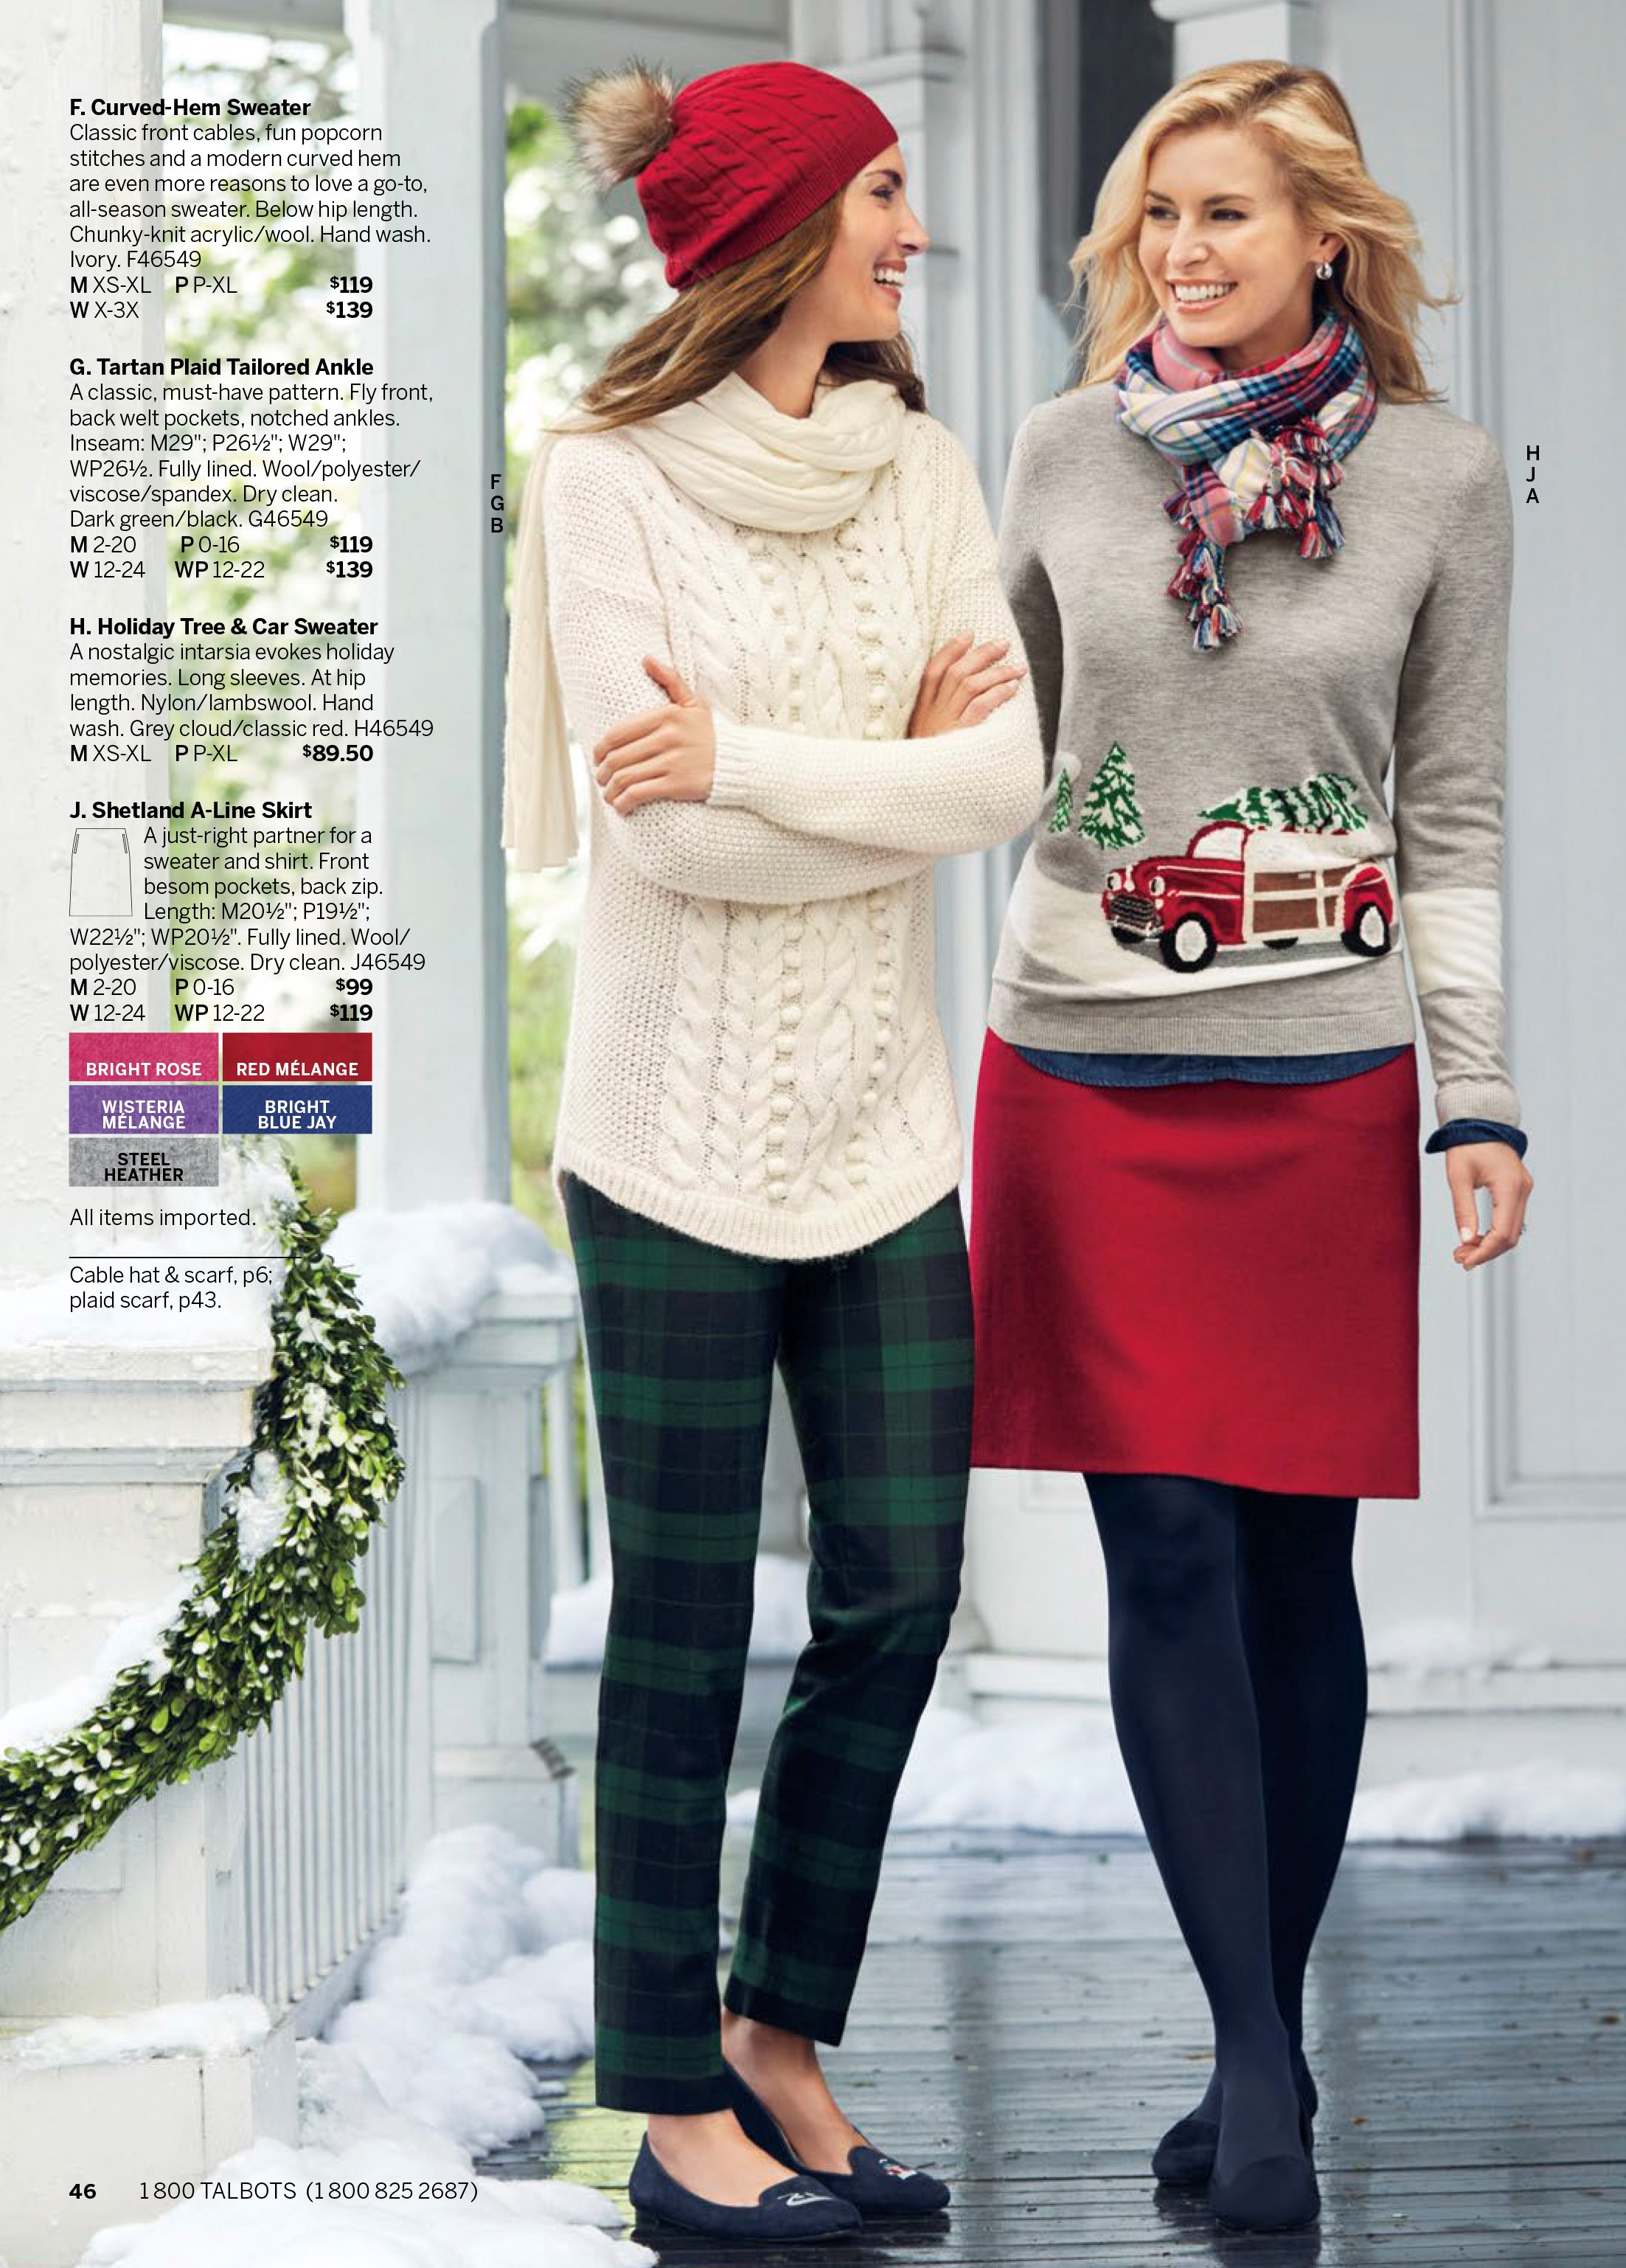 F. Curved-Hem Sweater
Classic front cables, fun popcorn
stitches and a modern curved hem
are even more reasons to love a go-to,
all-season sweater. Below hip length.
Chunky-knit acrylic/wool. Hand wash.
Ivory. F46549
M XS-XL P P-XL $119
W X-3X $139
G. Tartan Plaid Tailored Ankle
A classic, must-have pattern. Fly front,
back welt pockets, notched ankles.
Inseam: M29"; P26½"; W29";
WP26½. Fully lined. Wool/polyester/
viscose/spandex. Dry clean.
Dark green/black. G46549
M 2-20 P 0-16 $119
W 12-24 WP 12-22 $139
H. Holiday Tree & Car Sweater
A nostalgic intarsia evokes holiday
memories. Long sleeves. At hip
length. Nylon/lambswool. Hand
wash. Grey cloud/classic red. H46549
M XS-XL P P-XL $89.50
J. Shetland A-Line Skirt
A just-right partner for a
sweater and shirt. Front
besom pockets, back zip.
Length: M20½"; P19½";
W22½"; WP20½". Fully lined. Wool/
polyester/viscose. Dry clean. J46549
M 2-20 P 0-16 $99
W 12-24 WP 12-22 $119
BRIGHT ROSE
RED MÉLANGE
WISTERIA
MÉLANGE
BRIGHT
BLUE JAY
STEEL
HEATHER
All items imported.
Cable hat & scarf, p6;
plaid scarf, p43.
F
G
B
H
J
A
46 1 800 TALBOTS (1 800 825 2687)